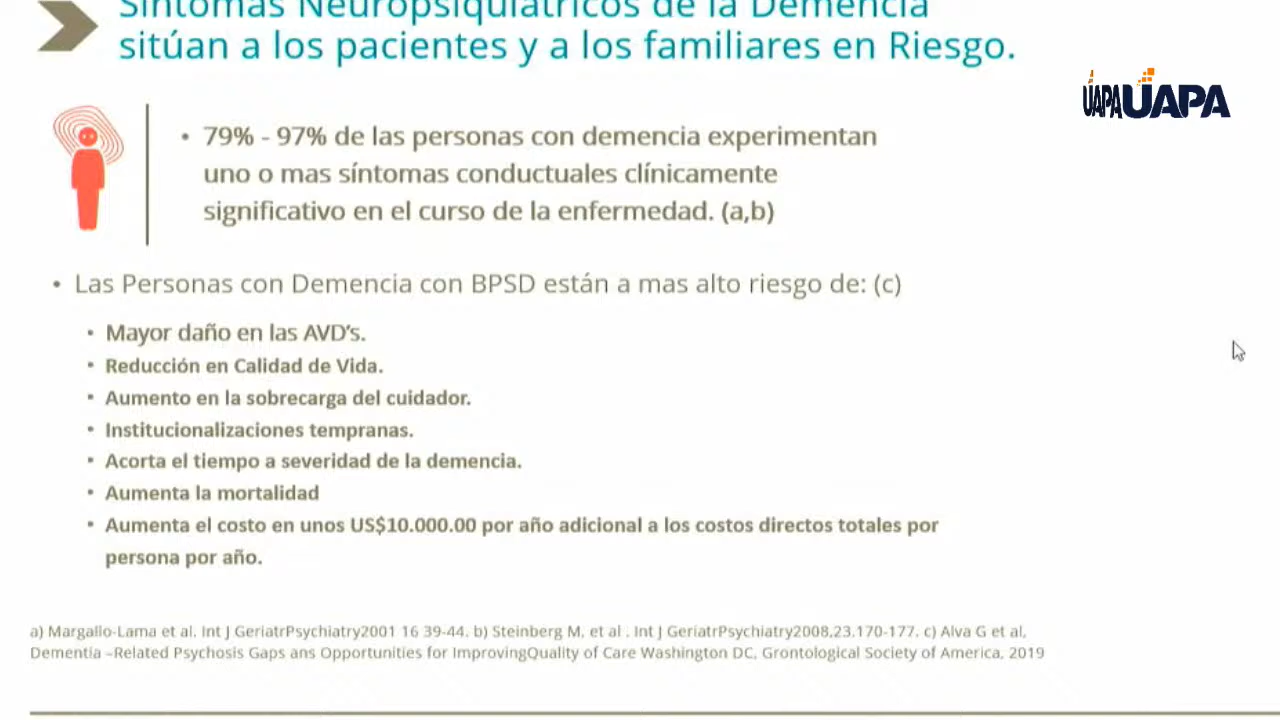 Síntomas Neuropsiquiátricos de la Demencia
sitúan a los pacientes y a los familiares en Riesgo.
UAPA UAPA
• 79% - 97% de las personas con demencia experimentan
uno o mas síntomas conductuales clínicamente
significativo en el curso de la enfermedad. (a,b)
• Las Personas con Demencia con BPSD están a mas alto riesgo de: (c)
• Mayor daño en las AVD's.
• Reducción en Calidad de Vida.
• Aumento en la sobrecarga del cuidador.
• Institucionalizaciones tempranas.
• Acorta el tiempo a severidad de la demencia.
• Aumenta la mortalidad
• Aumenta el costo en unos US$10.000.00 por año adicional a los costos directos totales por
persona por año.
a) Margallo-Lama et al. Int J GeriatrPsychiatry2001 16 39-44. b) Steinberg M, et al . Int J GeriatrPsychiatry2008,23.170-177. c) Alva G et al,
Dementia –Related Psychosis Gaps ans Opportunities for ImprovingQuality of Care Washington DC, Grontological Society of America, 2019